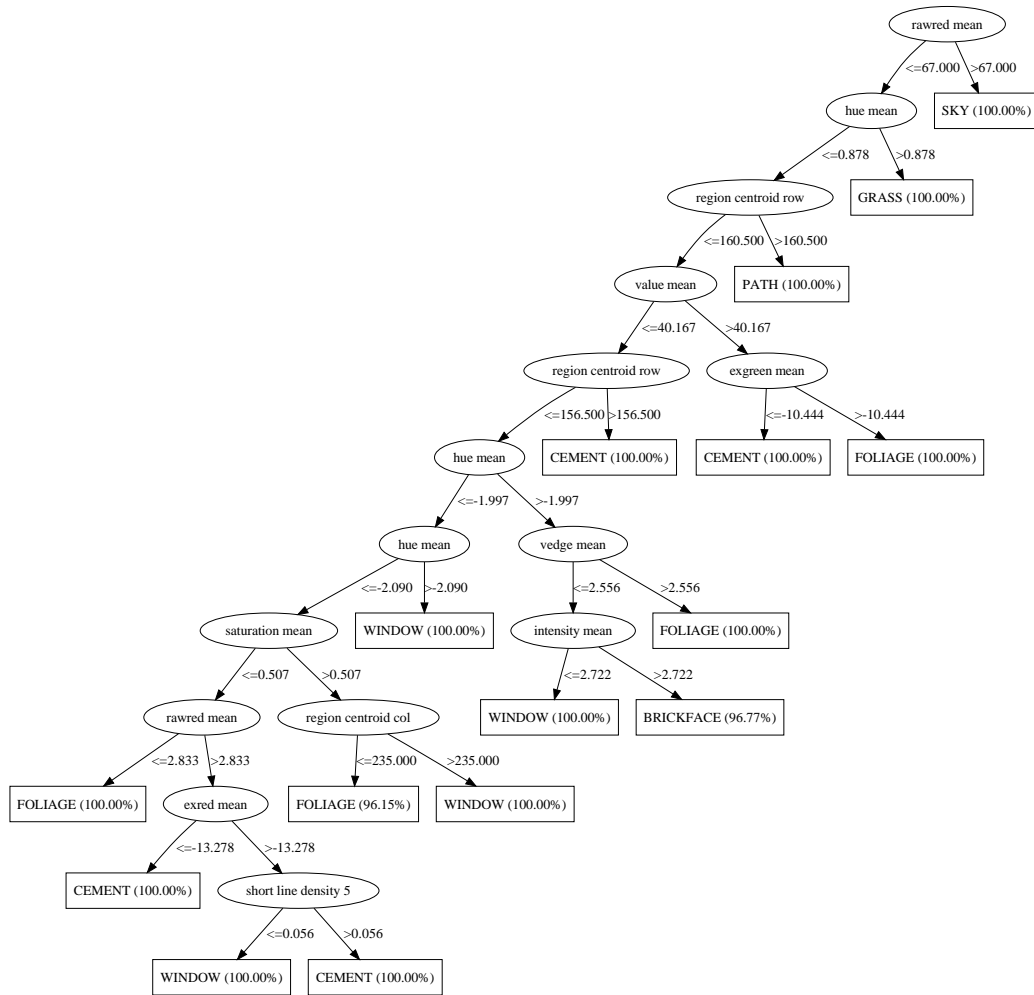 rawred mean
<=67.000
>67.000
hue mean
SKY (100.00%)
<=0.878
>0.878
region centroid row
GRASS (100.00%)
<=160.500
>160.500
value mean
PATH (100.00%)
<=40.167
>40.167
region centroid row
exgreen mean
<=156.500
>156.500
<=-10.444
>-10.444
hue mean
CEMENT (100.00%)
CEMENT (100.00%)
FOLIAGE (100.00%)
<=-1.997
>-1.997
hue mean
vedge mean
<=-2.090
>-2.090
<=2.556
>2.556
saturation mean
WINDOW (100.00%)
intensity mean
FOLIAGE (100.00%)
<=0.507
>0.507
<=2.722
>2.722
rawred mean
region centroid col
WINDOW (100.00%)
BRICKFACE (96.77%)
<=2.833
>2.833
<=235.000
>235.000
FOLIAGE (100.00%)
exred mean
FOLIAGE (96.15%)
WINDOW (100.00%)
<=-13.278
>-13.278
CEMENT (100.00%)
short line density 5
<=0.056
>0.056
WINDOW (100.00%)
CEMENT (100.00%)